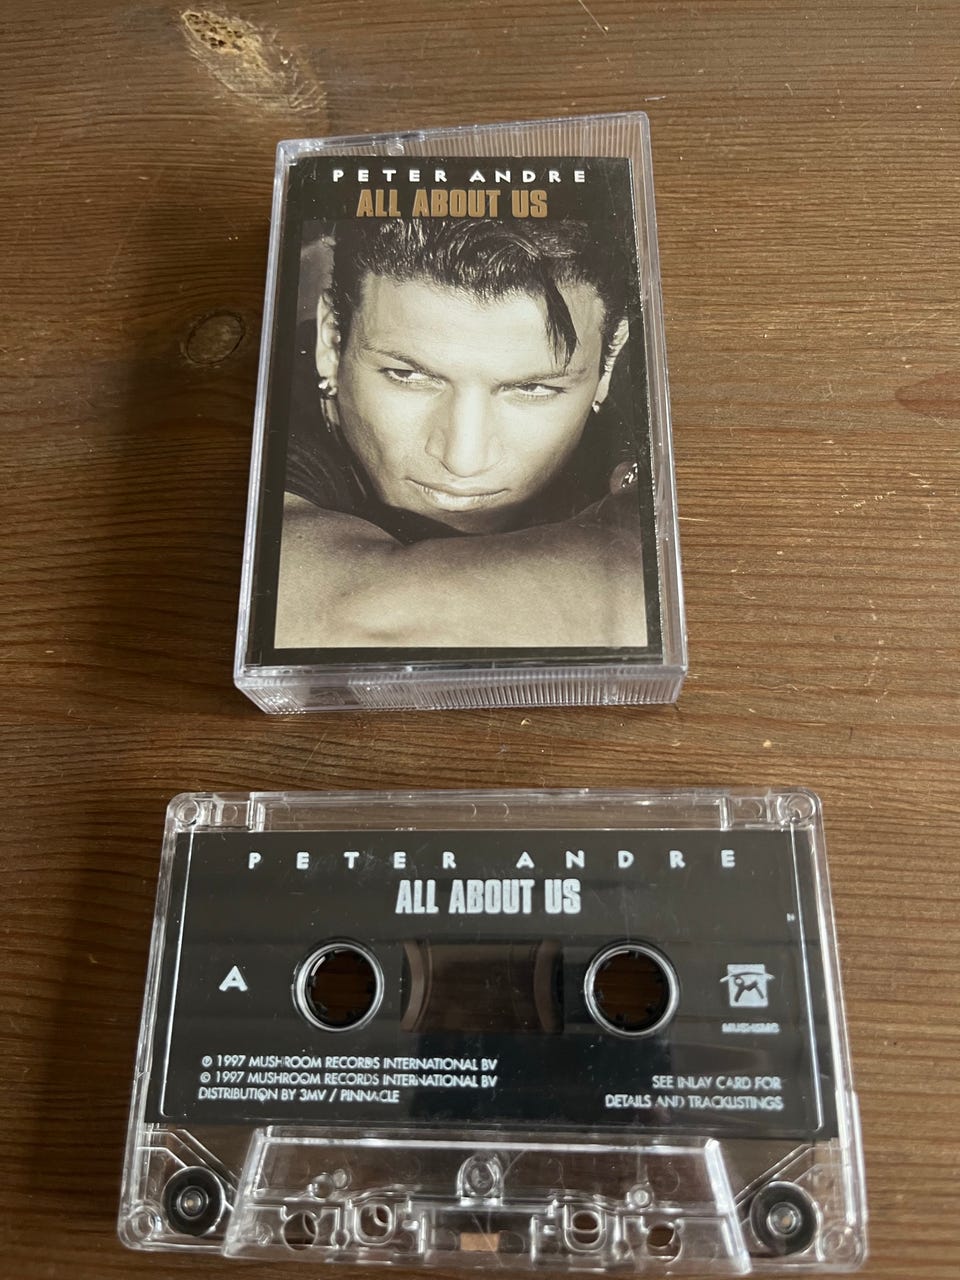 PETER ANDRE
ALL ABOUT US
PETER ANDRE
ALL ABOUT US
A
℗ 1997 MUSHROOM RECORDS INTERNATIONAL BV
© 1997 MUSHROOM RECORDS INTERNATIONAL BV
DISTRIBUTION BY 3MV / PINNACLE
SEE INLAY CARD FOR
DETAILS AND TRACKLISTINGS